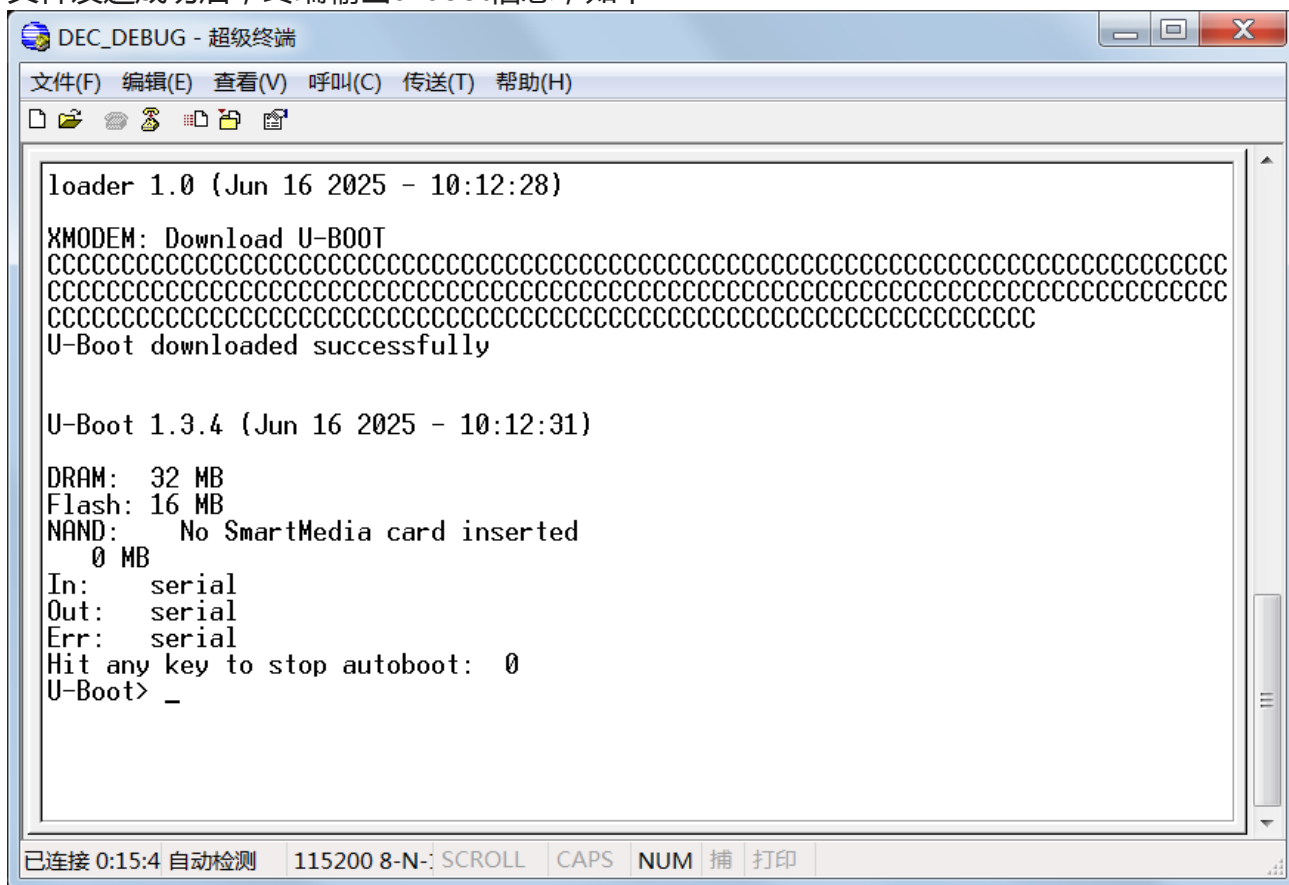 DEC_DEBUG - 超级终端
文件(F) 编辑(E) 查看(V) 呼叫(C) 传送(T) 帮助(H)
loader 1.0 (Jun 16 2025 - 10:12:28)
XMODEM: Download U-BOOT
CCCCCCCCCCCCCCCCCCCCCCCCCCCCCCCCCCCCCCCCCCCCCCCCCCCCCCCCCCCCCCCCCCCCCCCCCCCCCCCC
CCCCCCCCCCCCCCCCCCCCCCCCCCCCCCCCCCCCCCCCCCCCCCCCCCCCCCCCCCCCCCCCCCCCCCCCCCCCCCCC
CCCCCCCCCCCCCCCCCCCCCCCCCCCCCCCCCCCCCCCCCCCCCCCCCCCCCCCCCCCCCCCCCCC
U-Boot downloaded successfully
U-Boot 1.3.4 (Jun 16 2025 - 10:12:31)
DRAM:  32 MB
Flash: 16 MB
NAND:    No SmartMedia card inserted
0 MB
In:    serial
Out:   serial
Err:   serial
Hit any key to stop autoboot:  0
U-Boot> _
已连接 0:15:4 自动检测 115200 8-N- SCROLL CAPS NUM 捕 打印